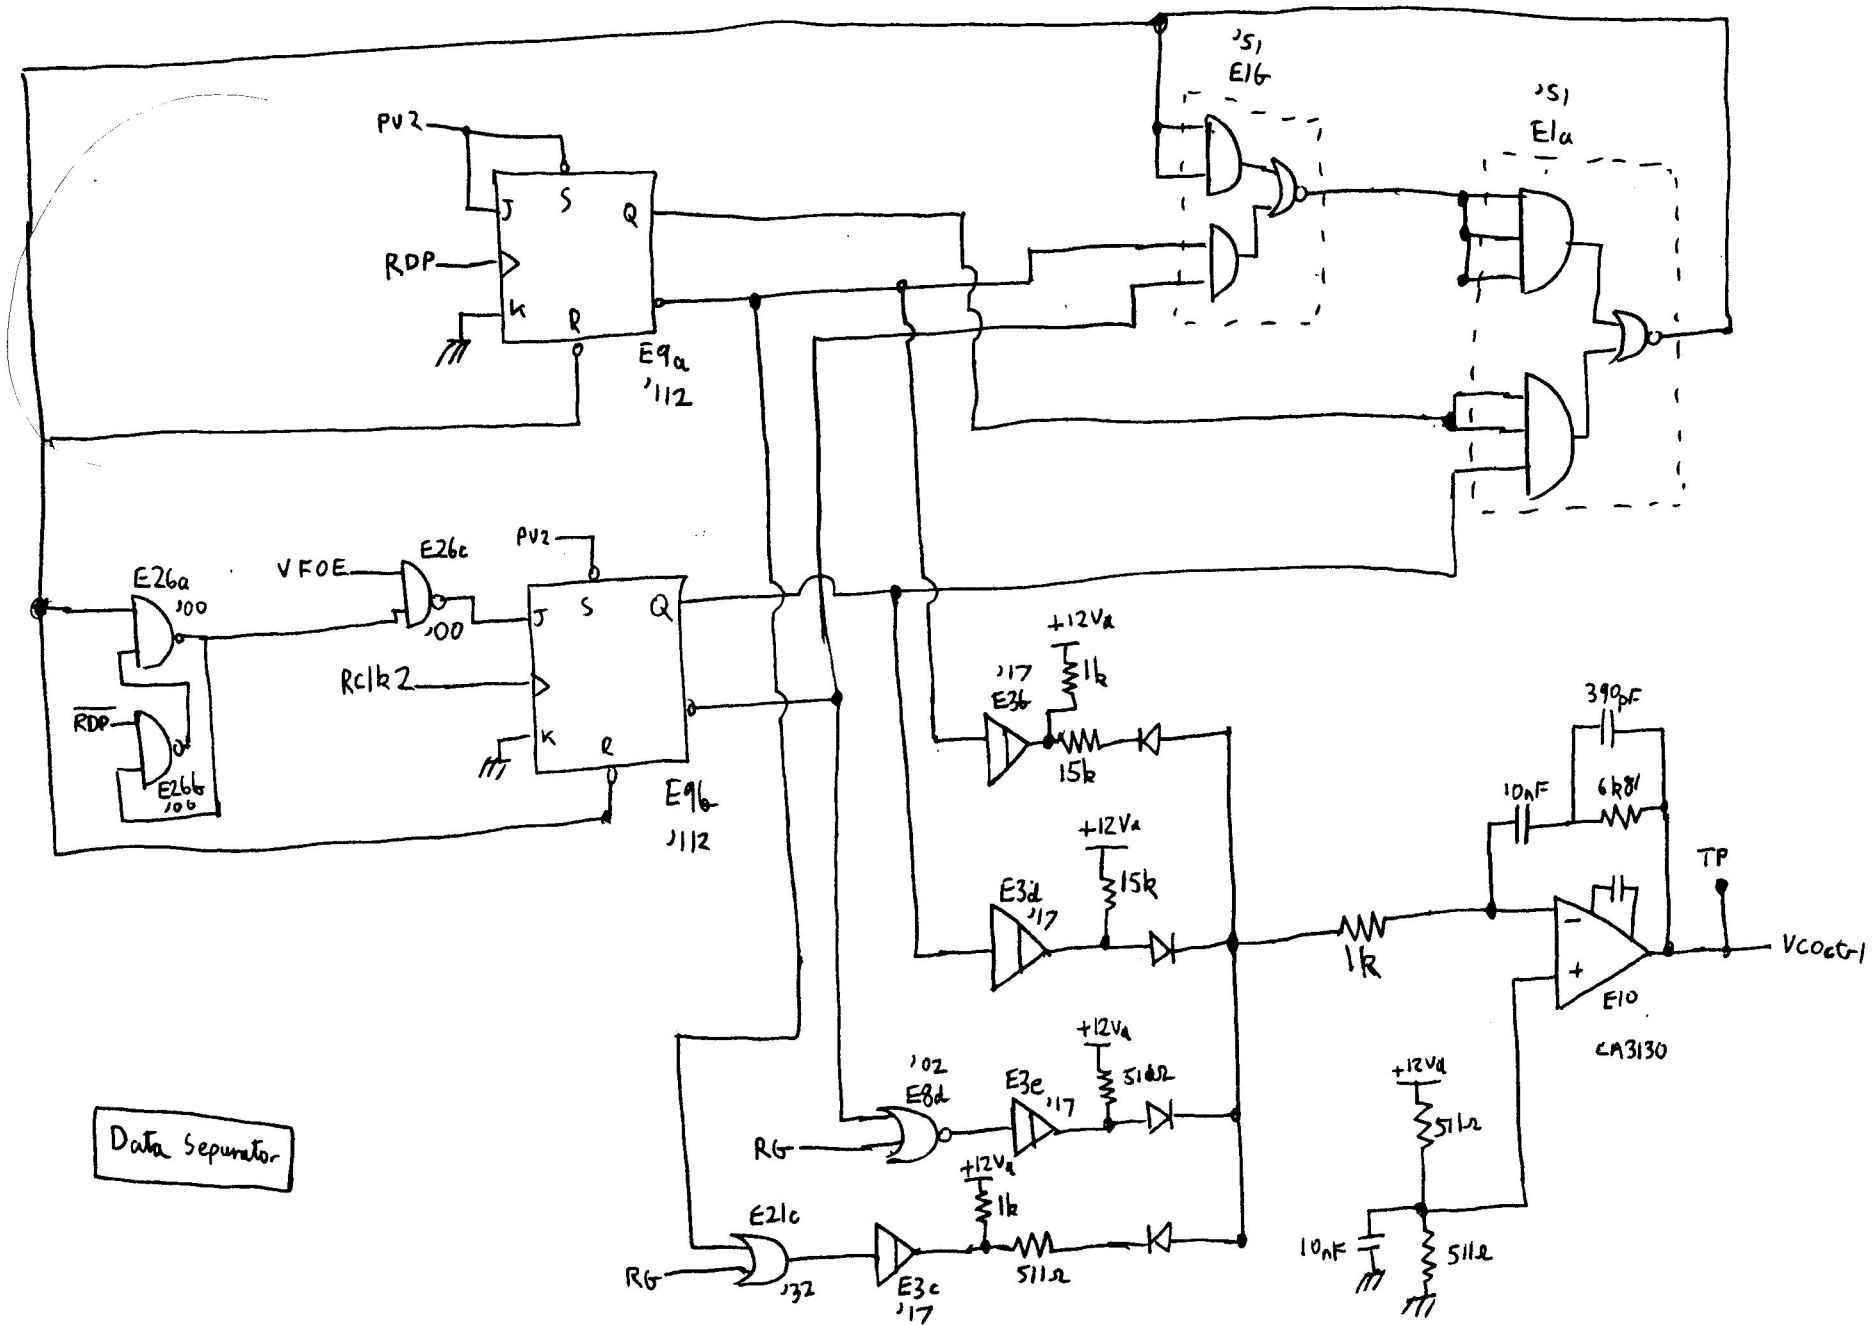 '51
E1b
'51
E1a
PV2
J
S
Q
RDP
K
R
E9a
'112
PV2
VFOE
E26c
'00
E26a
'00
J
S
Q
RClk2
RDP
K
R
E26b
'00
E9b
'112
+12Va
1k
'17
E3b
15k
+12Va
15k
E3d
'17
390pF
10nF
6k81
TP
1k
-
+
VCOctrl
E10
CA3130
+12Va
511Ω
'02
E8d
E3e
'17
+12Va
511Ω
RG
+12Va
1k
10nF
511Ω
Data Separator
E21c
RG
'32
E3c
'17
511Ω